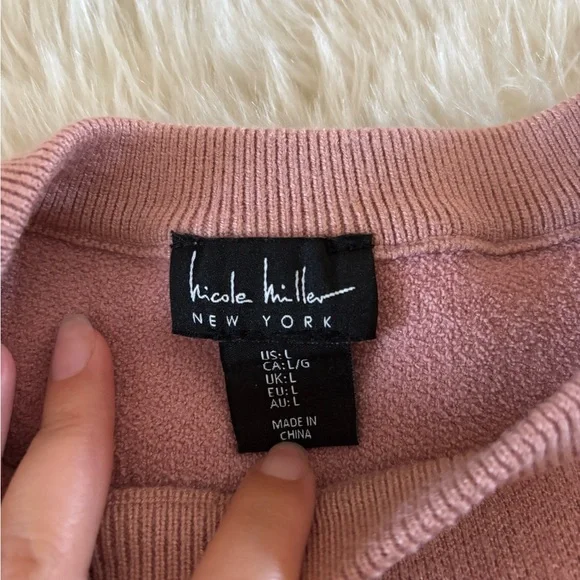 Nicole Miller
NEW YORK
US: L
CA: L/G
UK: L
EU: L
AU: L
MADE IN
CHINA